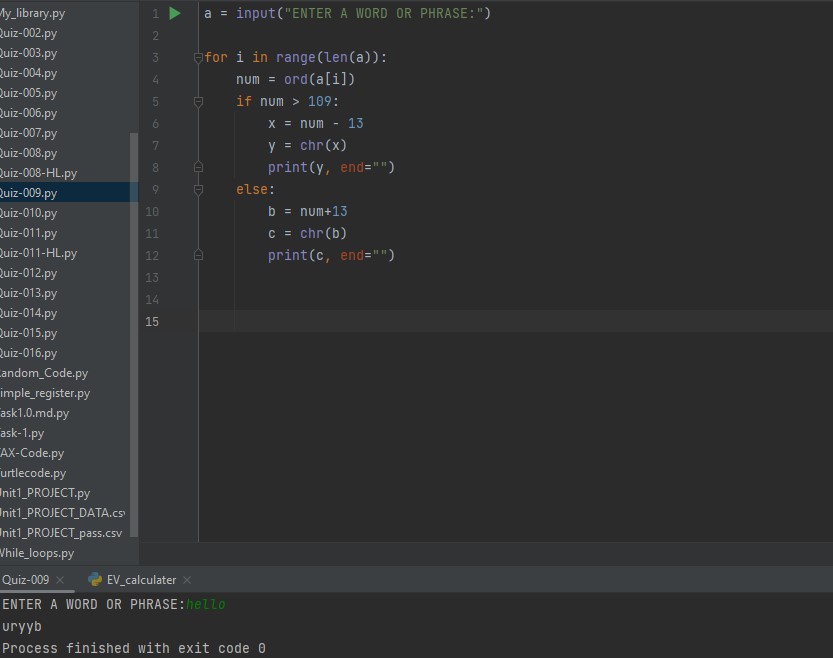 My_library.py
Quiz-002.py
Quiz-003.py
Quiz-004.py
Quiz-005.py
Quiz-006.py
Quiz-007.py
Quiz-008.py
Quiz-008-HL.py
Quiz-009.py
Quiz-010.py
Quiz-011.py
Quiz-011-HL.py
Quiz-012.py
Quiz-013.py
Quiz-014.py
Quiz-015.py
Quiz-016.py
Random_Code.py
imple_register.py
Task1.0.md.py
Task-1.py
TAX-Code.py
Turtlecode.py
Unit1_PROJECT.py
Unit1_PROJECT_DATA.csv
Unit1_PROJECT_pass.csv
While_loops.py
1 a = input("ENTER A WORD OR PHRASE:")
2
3 for i in range(len(a)):
4 num = ord(a[i])
5 if num > 109:
6 x = num - 13
7 y = chr(x)
8 print(y, end="")
9 else:
10 b = num+13
11 c = chr(b)
12 print(c, end="")
13
14
15
Quiz-009 × EV_calculater ×
ENTER A WORD OR PHRASE:hello
uryyb
Process finished with exit code 0